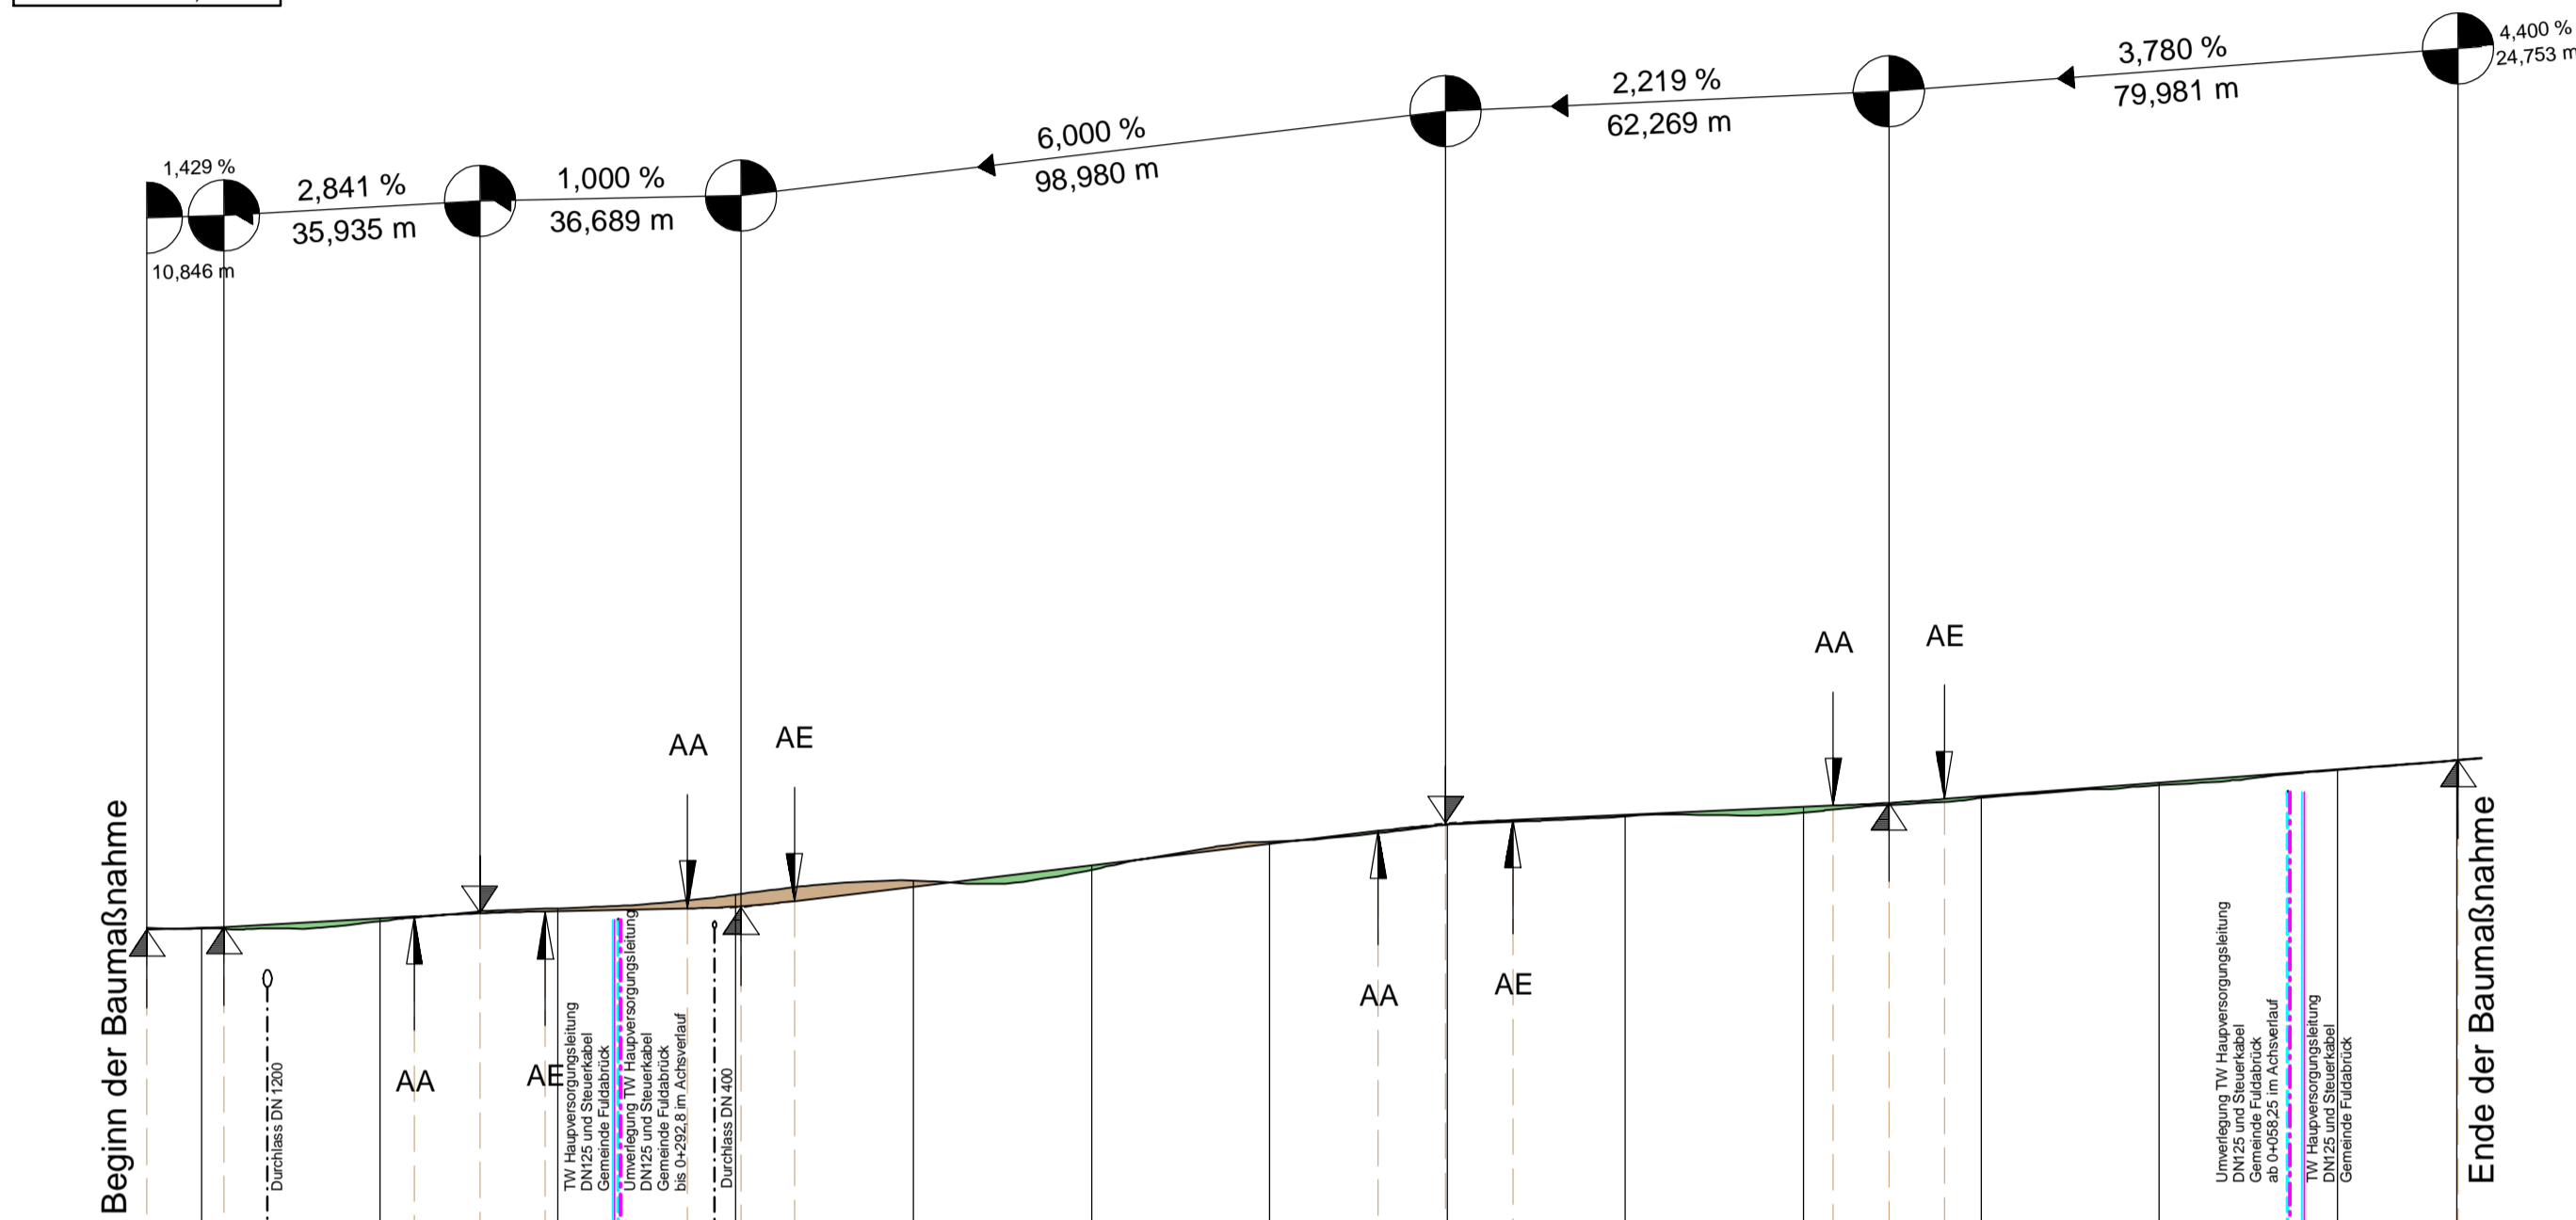 4,400 %
24,753 m
3,780 %
79,981 m
2,219 %
62,269 m
6,000 %
98,980 m
1,000 %
36,689 m
2,841 %
35,935 m
1,429 %
10,846 m
AA
AE
AA
AE
AA
AE
AA
AE
Beginn der Baumaßnahme
Durchlass DN 1200
TW Haupversorgungsleitung
DN125 und Steuerkabel
Gemeinde Fuldabrück
Umverlegung TW Haupversorgungsleitung
DN125 und Steuerkabel
Gemeinde Fuldabrück
bis 0+292,8 im Achsverlauf
Durchlass DN 400
Umverlegung TW Haupversorgungsleitung
DN125 und Steuerkabel
Gemeinde Fuldabrück
ab 0+058,25 im Achsverlauf
TW Haupversorgungsleitung
DN125 und Steuerkabel
Gemeinde Fuldabrück
Ende der Baumaßnahme